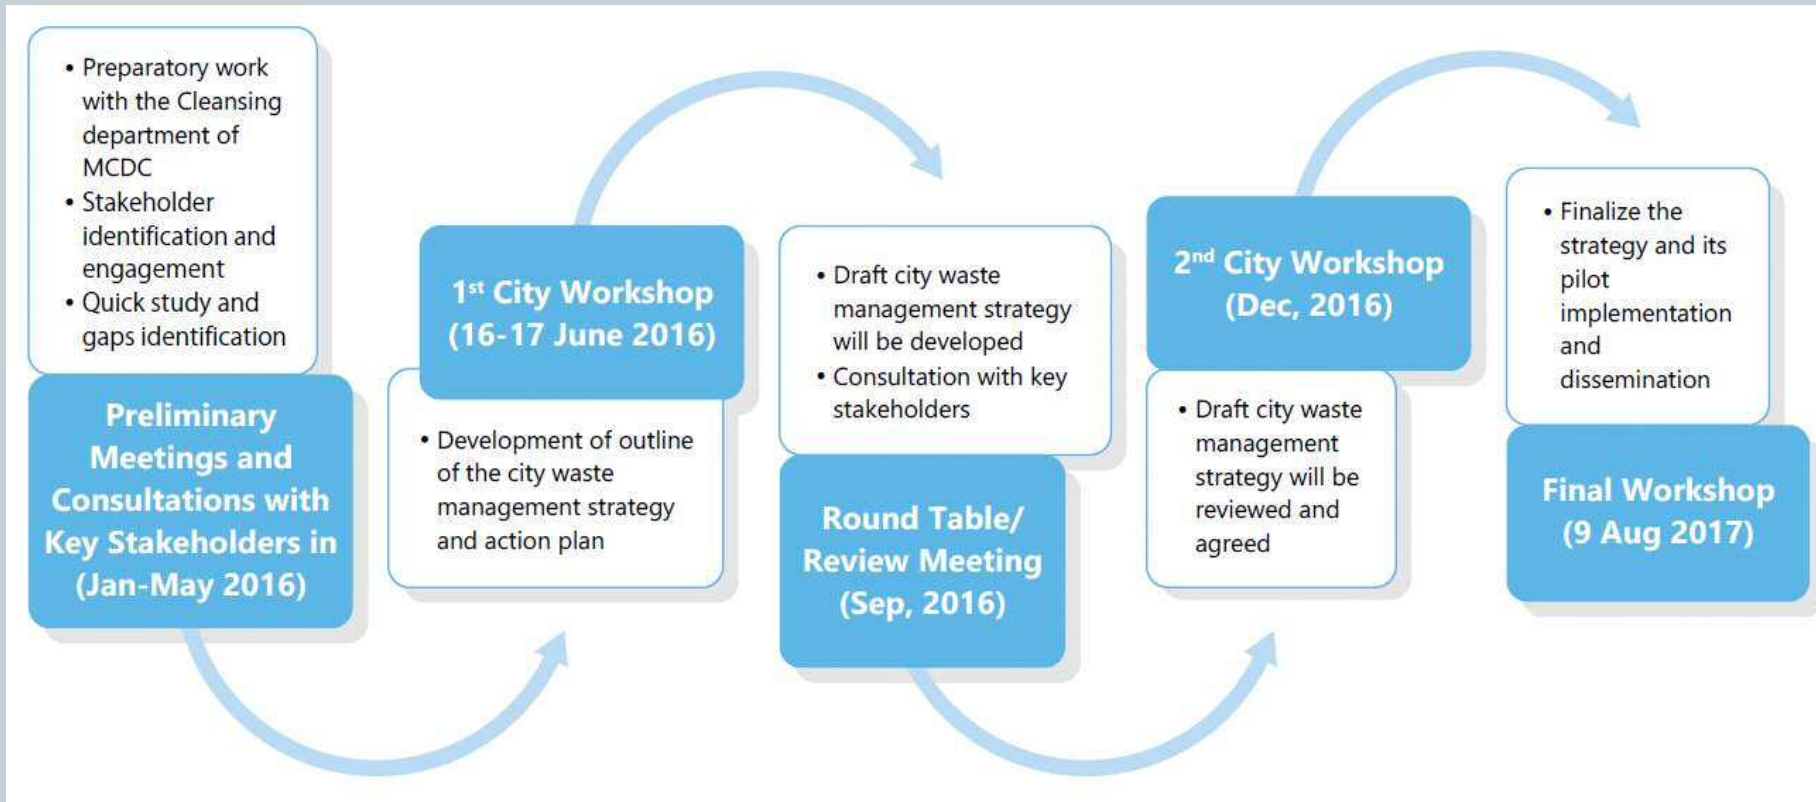 • Preparatory work
with the Cleansing
department of
MCDC
• Stakeholder
identification and
engagement
• Quick study and
gaps identification
Preliminary
Meetings and
Consultations with
Key Stakeholders in
(Jan-May 2016)
1st City Workshop
(16-17 June 2016)
• Development of outline
of the city waste
management strategy
and action plan
• Draft city waste
management strategy
will be developed
• Consultation with key
stakeholders
Round Table/
Review Meeting
(Sep, 2016)
2nd City Workshop
(Dec, 2016)
• Draft city waste
management
strategy will be
reviewed and
agreed
• Finalize the
strategy and its
pilot
implementation
and
dissemination
Final Workshop
(9 Aug 2017)